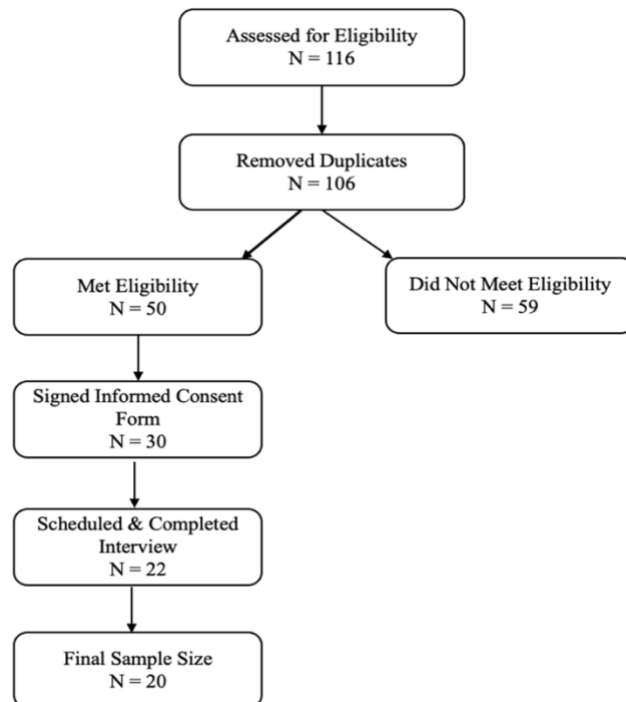 Assessed for Eligibility
N = 116
Removed Duplicates
N = 106
Met Eligibility
N = 50
Did Not Meet Eligibility
N = 59
Signed Informed Consent
Form
N = 30
Scheduled & Completed
Interview
N = 22
Final Sample Size
N = 20